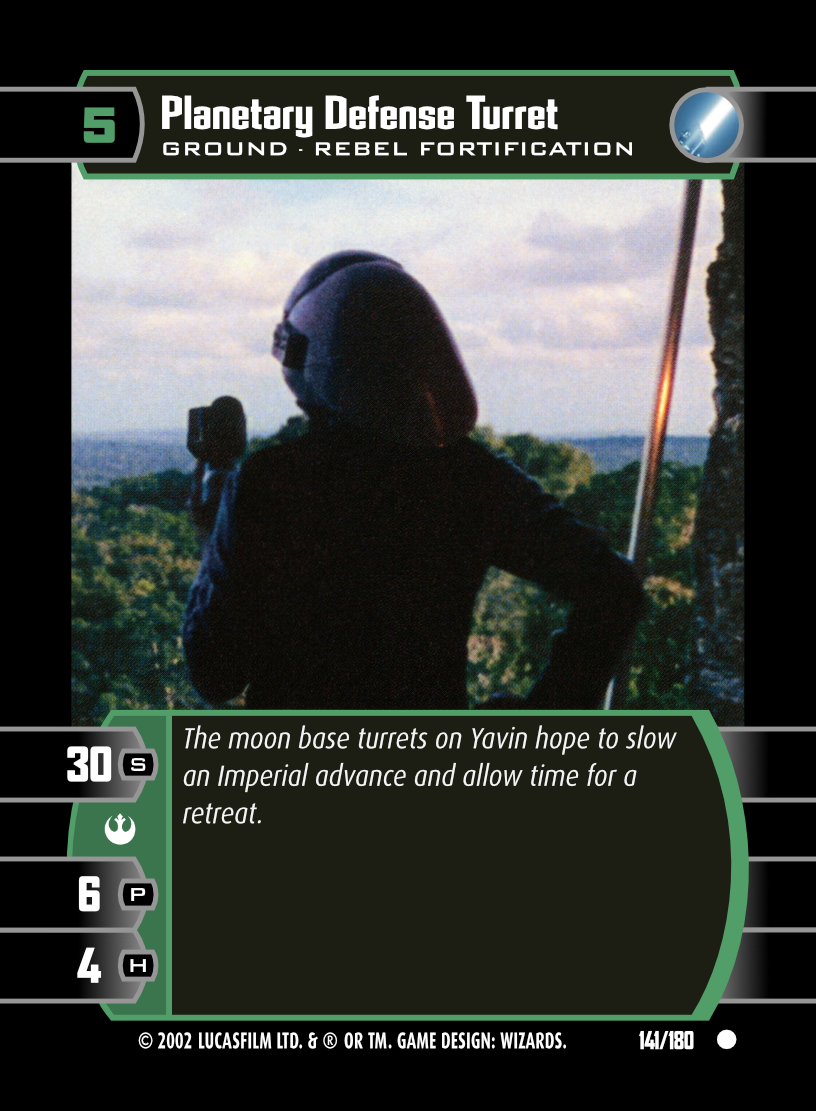 5
Planetary Defense Turret
GROUND · REBEL FORTIFICATION
The moon base turrets on Yavin hope to slow
an Imperial advance and allow time for a
retreat.
30 S
6 P
4 H
© 2002 LUCASFILM LTD. & ® OR TM. GAME DESIGN: WIZARDS. 141/180